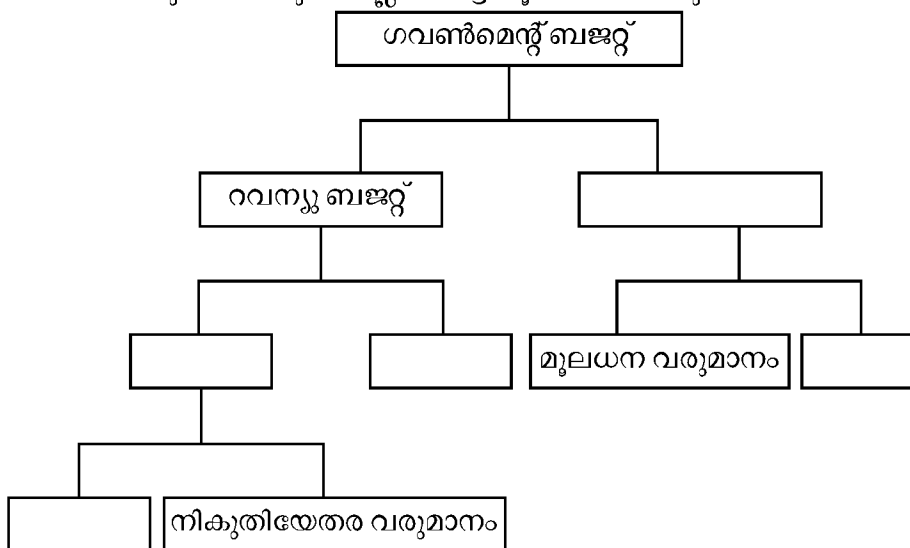 ഗവൺമെന്റ് ബജറ്റ്
റവന്യു ബജറ്റ്
മൂലധന വരുമാനം
നികുതിയേതര വരുമാനം